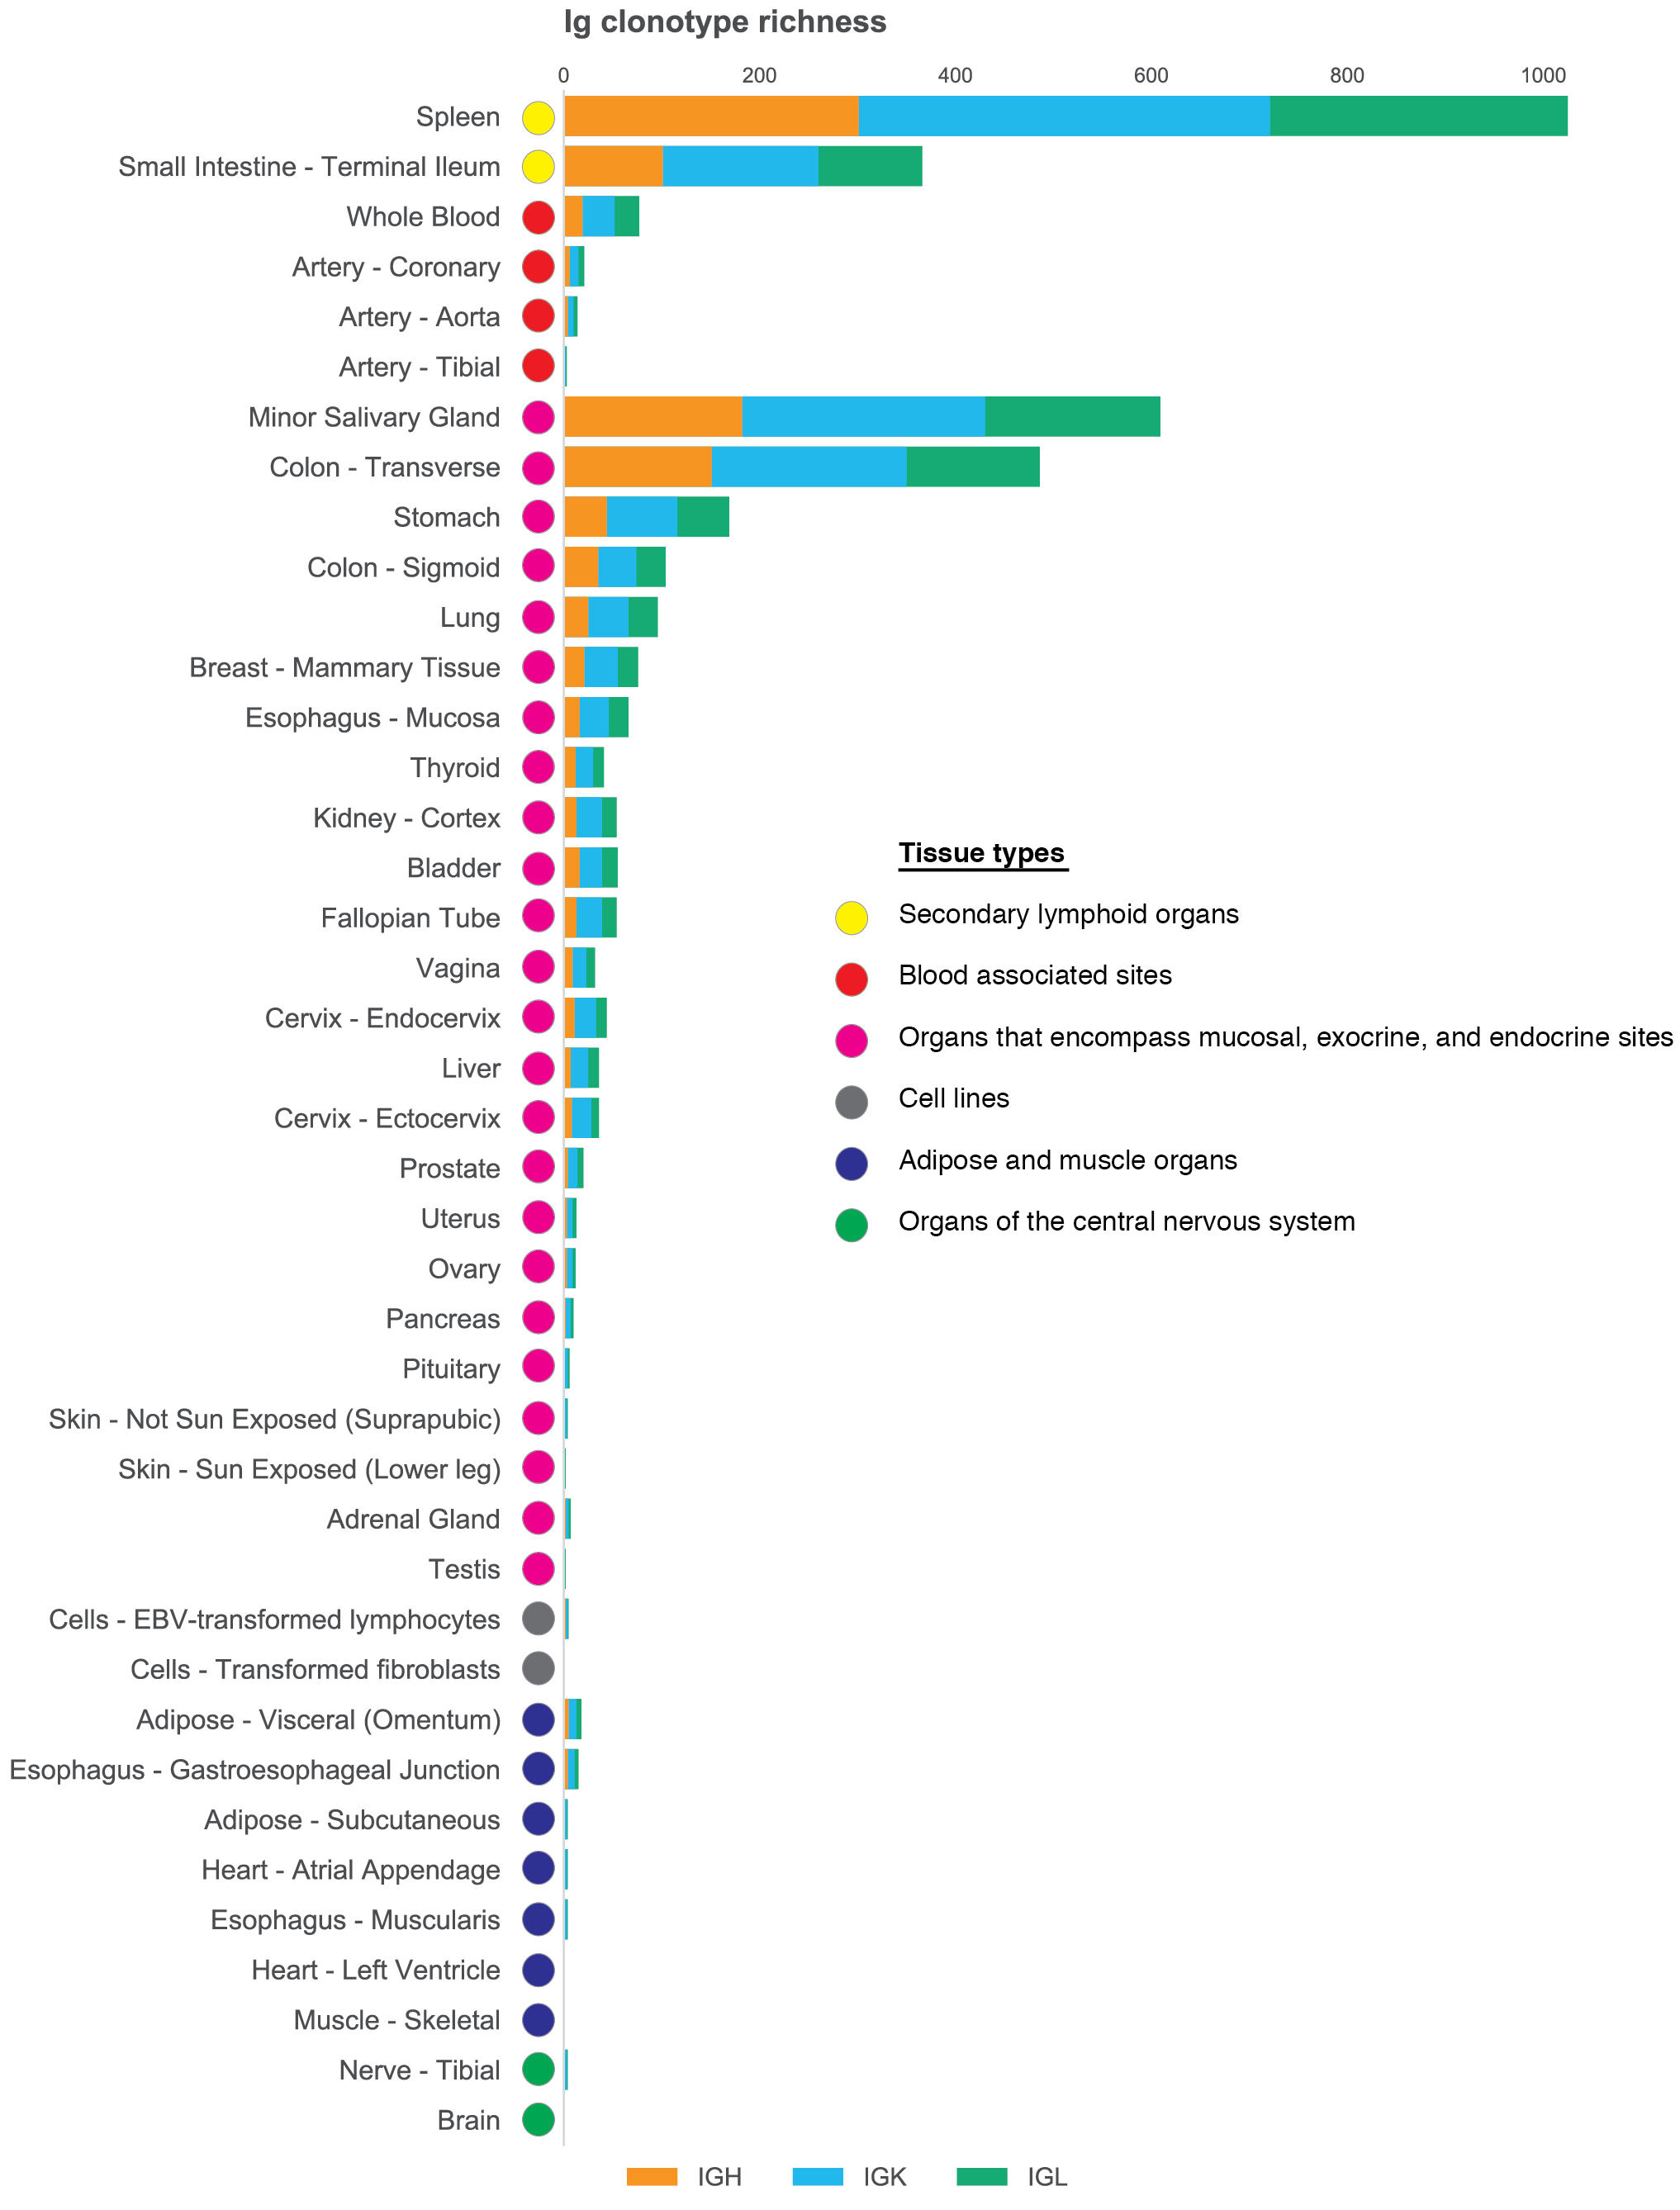 Ig clonotype richness
0 200 400 600 800 1000
Spleen
Small Intestine - Terminal Ileum
Whole Blood
Artery - Coronary
Artery - Aorta
Artery - Tibial
Minor Salivary Gland
Colon - Transverse
Stomach
Colon - Sigmoid
Lung
Breast - Mammary Tissue
Esophagus - Mucosa
Thyroid
Kidney - Cortex
Bladder
Fallopian Tube
Vagina
Cervix - Endocervix
Liver
Cervix - Ectocervix
Prostate
Uterus
Ovary
Pancreas
Pituitary
Skin - Not Sun Exposed (Suprapubic)
Skin - Sun Exposed (Lower leg)
Adrenal Gland
Testis
Cells - EBV-transformed lymphocytes
Cells - Transformed fibroblasts
Adipose - Visceral (Omentum)
Esophagus - Gastroesophageal Junction
Adipose - Subcutaneous
Heart - Atrial Appendage
Esophagus - Muscularis
Heart - Left Ventricle
Muscle - Skeletal
Nerve - Tibial
Brain
Tissue types
Secondary lymphoid organs
Blood associated sites
Organs that encompass mucosal, exocrine, and endocrine sites
Cell lines
Adipose and muscle organs
Organs of the central nervous system
IGH IGK IGL